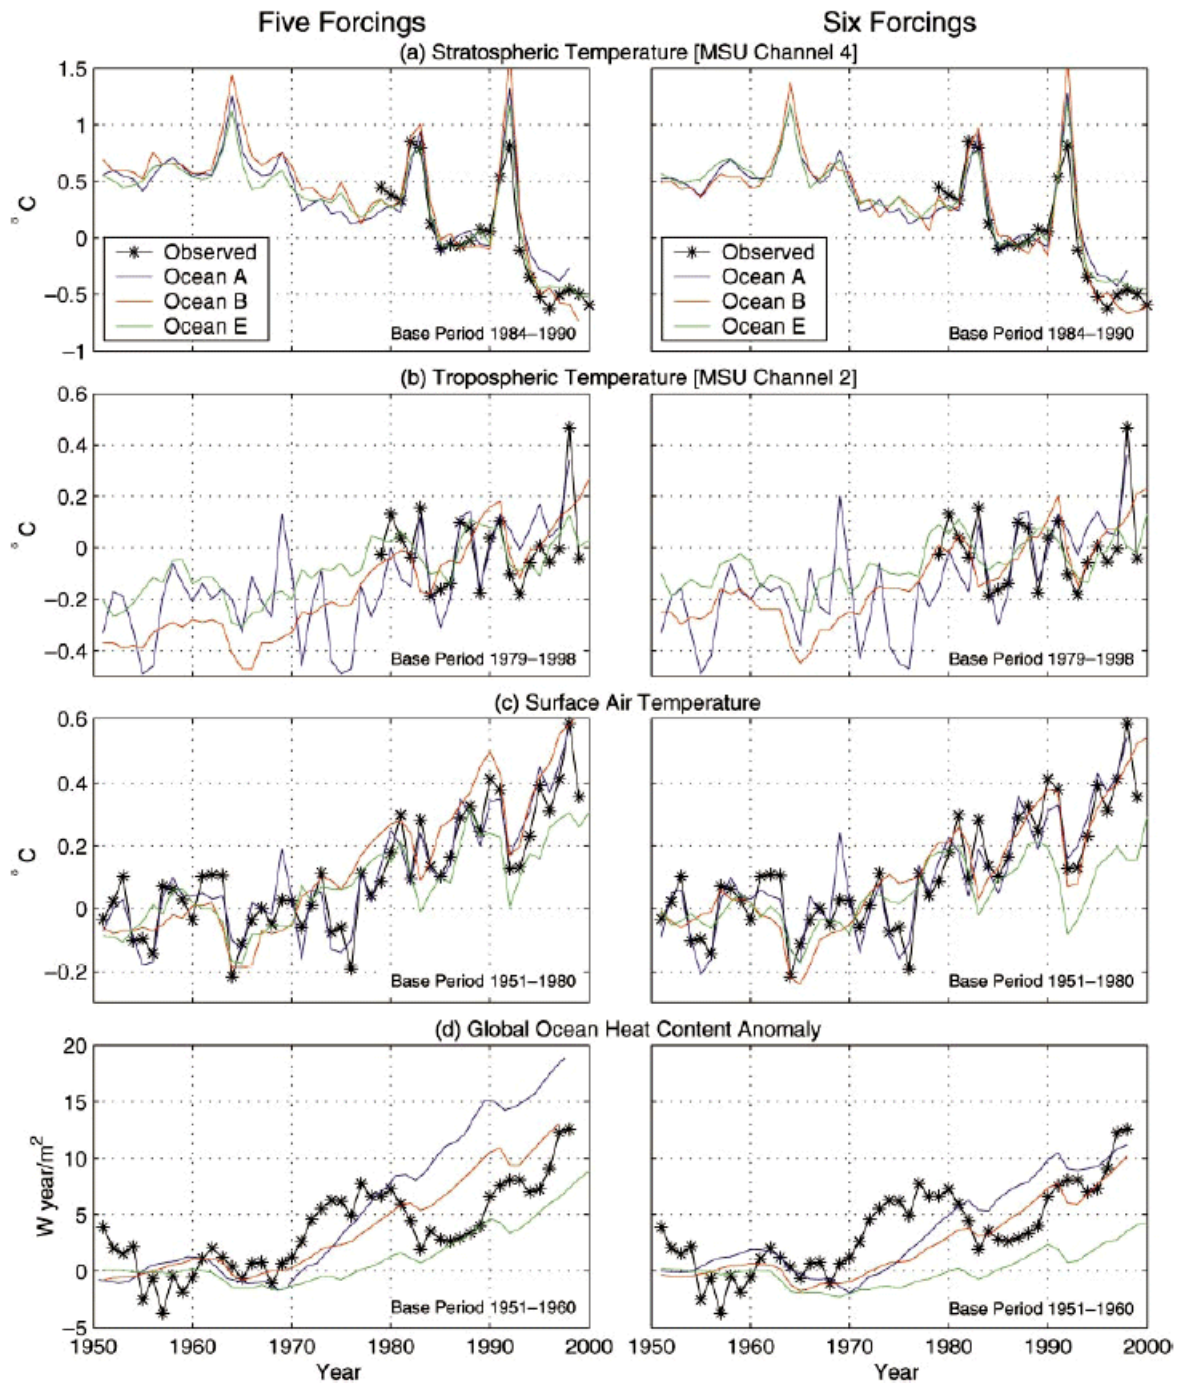 Five Forcings Six Forcings
(a) Stratospheric Temperature [MSU Channel 4]
1.5
1
0.5
0
−0.5
−1
° C
Observed
Ocean A
Ocean B
Ocean E
Base Period 1984−1990
Observed
Ocean A
Ocean B
Ocean E
Base Period 1984−1990
(b) Tropospheric Temperature [MSU Channel 2]
0.6
0.4
0.2
0
−0.2
−0.4
° C
Base Period 1979−1998
Base Period 1979−1998
(c) Surface Air Temperature
0.6
0.4
0.2
0
−0.2
° C
Base Period 1951−1980
Base Period 1951−1980
(d) Global Ocean Heat Content Anomaly
20
15
10
5
0
−5
W year/m²
Base Period 1951−1960
Base Period 1951−1960
1950 1960 1970 1980 1990 2000
1950 1960 1970 1980 1990 2000
Year Year